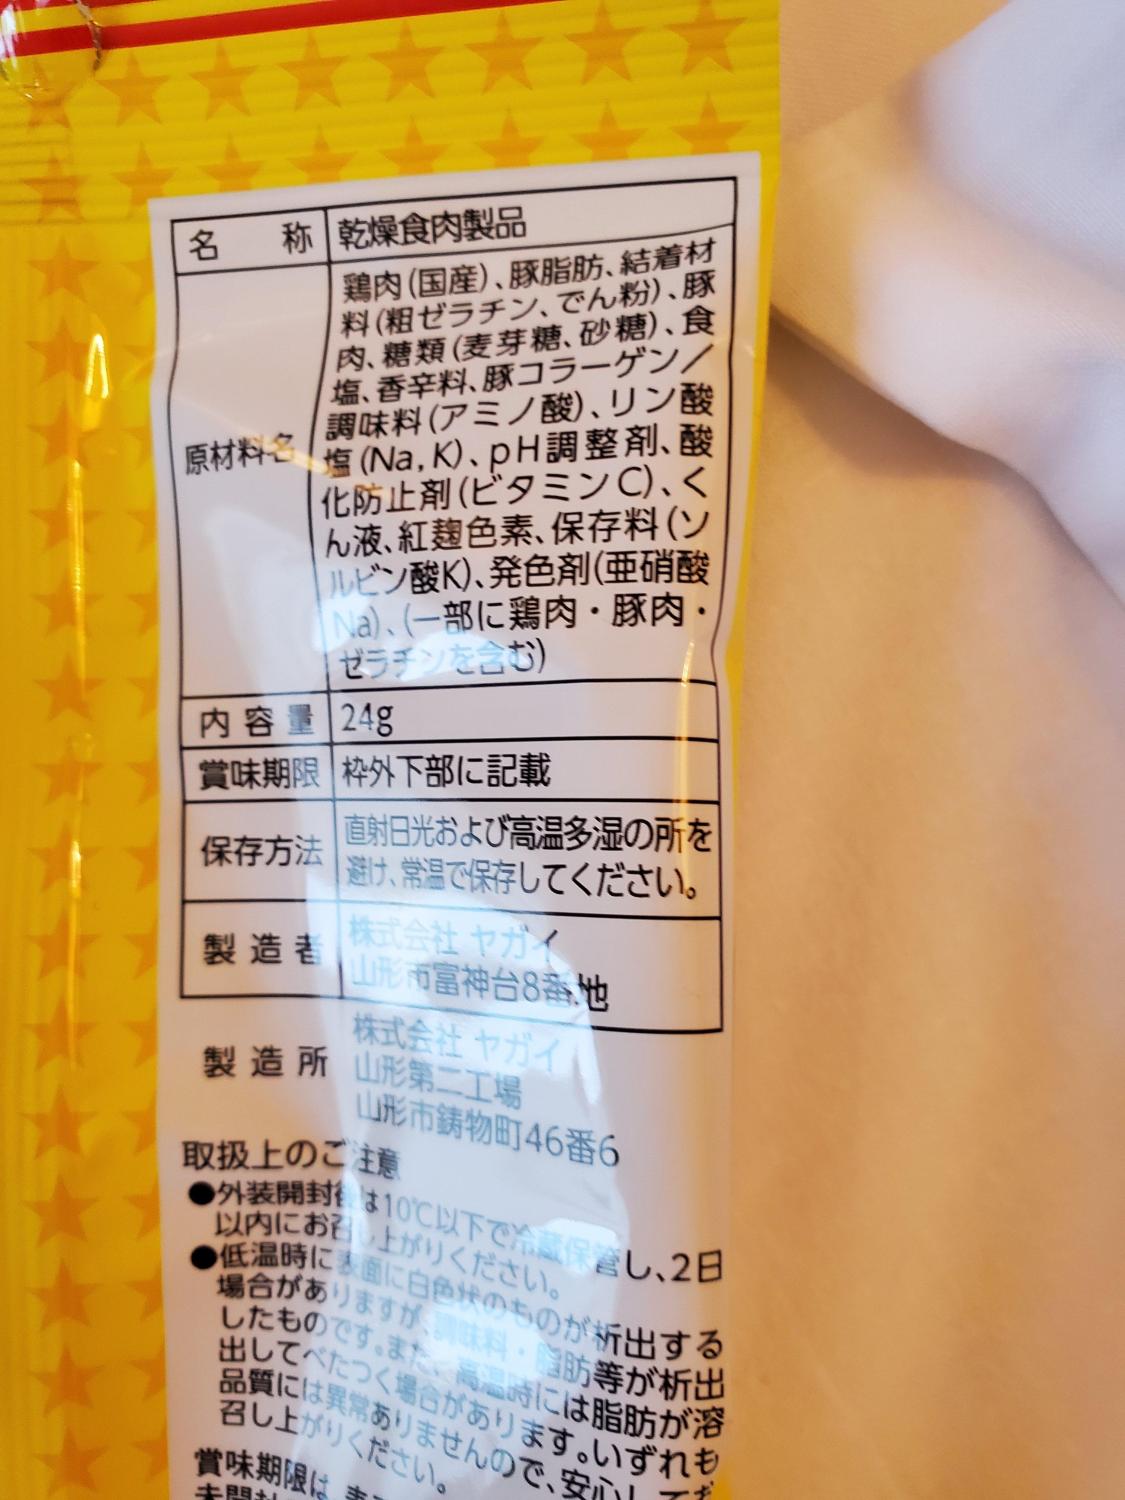 名称 乾燥食肉製品
原材料名
鶏肉(国産)、豚脂肪、結着材
料(粗ゼラチン、でん粉)、豚
肉、糖類(麦芽糖、砂糖)、食
塩、香辛料、豚コラーゲン／
調味料(アミノ酸)、リン酸
塩(Na,K)、pH調整剤、酸
化防止剤(ビタミンC)、く
ん液、紅麹色素、保存料(ソ
ルビン酸K)、発色剤(亜硝酸
Na)、(一部に鶏肉・豚肉・
ゼラチンを含む)
内容量 24g
賞味期限 枠外下部に記載
保存方法
直射日光および高温多湿の所を
避け、常温で保存してください。
製造者
株式会社 ヤガイ
山形市富神台8番地
製造所
株式会社 ヤガイ
山形第二工場
山形市鋳物町46番6
取扱上のご注意
●外装開封後は10℃以下で冷蔵保管し、2日
以内にお召し上がりください。
●低温時に表面に白色状のものが析出する
場合がありますが、調味料・脂肪等が析出
したものです。また、高温時には脂肪が溶
出してべたつく場合があります。いずれも
品質には異常ありませんので、安心してお
召し上がりください。
賞味期限は